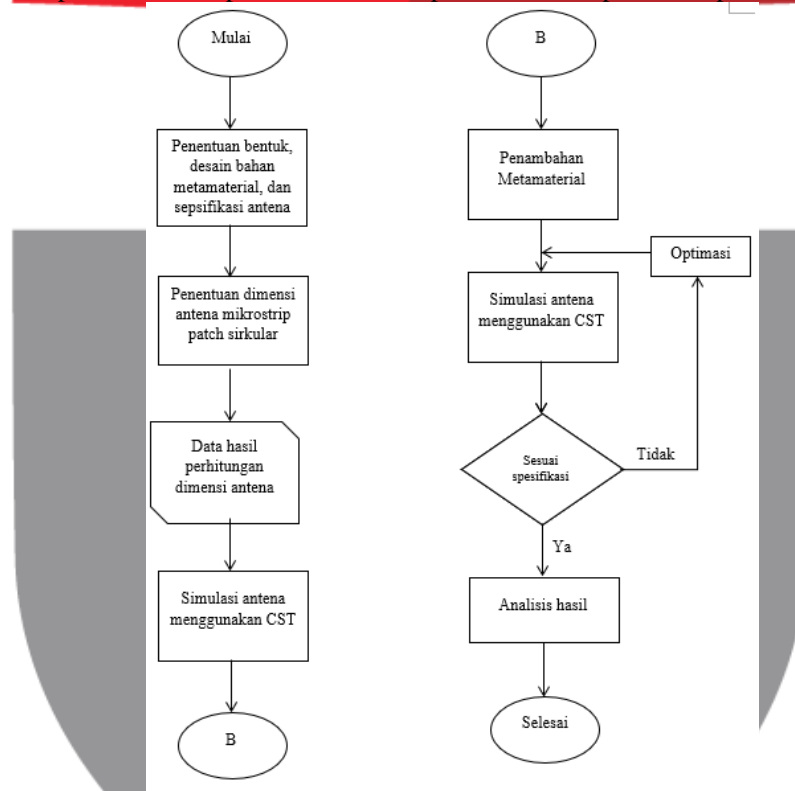 Mulai
Penentuan bentuk,
desain bahan
metamaterial, dan
sepsifikasi antena
Penentuan dimensi
antena mikrostrip
patch sirkular
Data hasil
perhitungan
dimensi antena
Simulasi antena
menggunakan CST
B
B
Penambahan
Metamaterial
Optimasi
Simulasi antena
menggunakan CST
Sesuai
spesifikasi
Tidak
Ya
Analisis hasil
Selesai